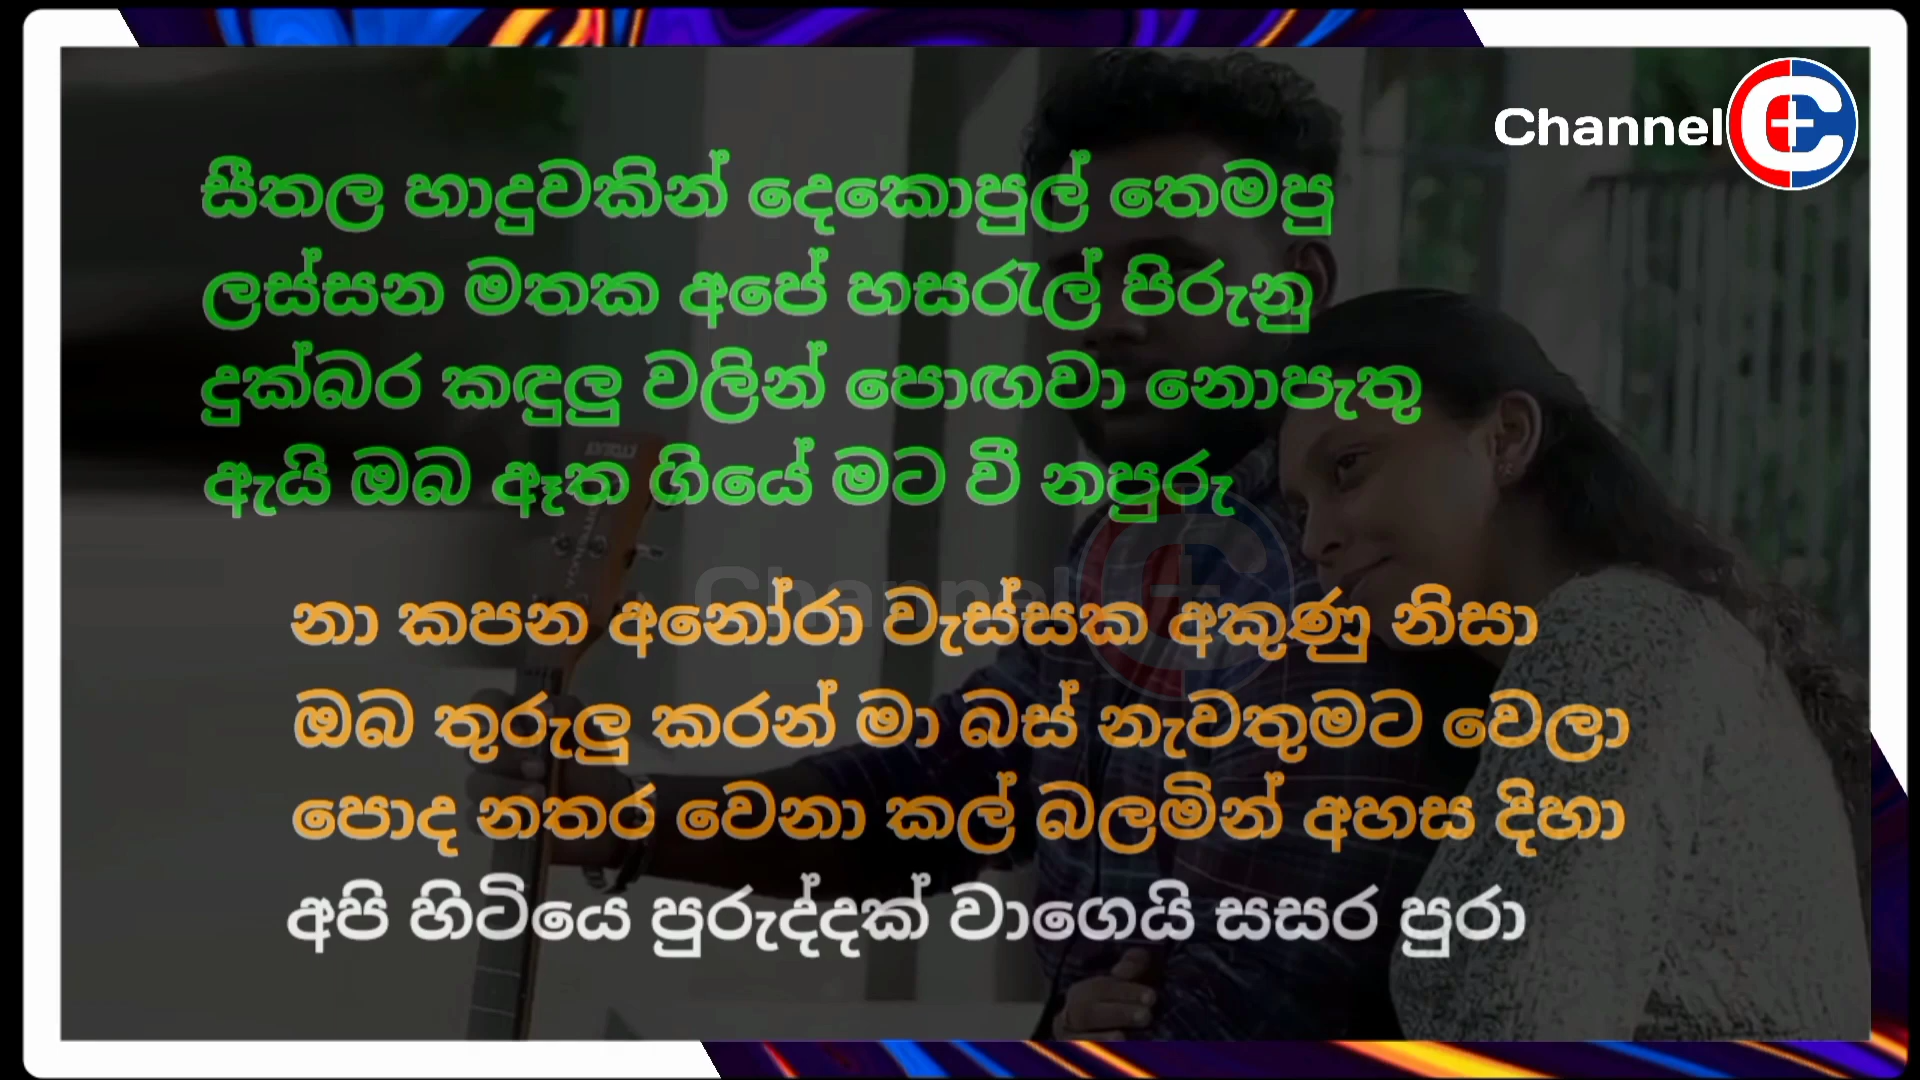 Channel
සීතල හාදුවකින් දෙකොපුල් තෙමපු
ලස්සන මතක අපේ හසරැල් පිරුනු
දුක්බර කඳුලු වලින් පොඟවා නොපැතු
ඇයි ඔබ ඈත ගියේ මට වී නපුරු
Channel
නා කපන අනෝරා වැස්සක අකුණු නිසා
ඔබ තුරුලු කරන් මා බස් නැවතුමට වෙලා
පොද නතර වෙනා කල් බලමින් අහස දිහා
අපි හිටියෙ පුරුද්දක් වාගෙයි සසර පුරා